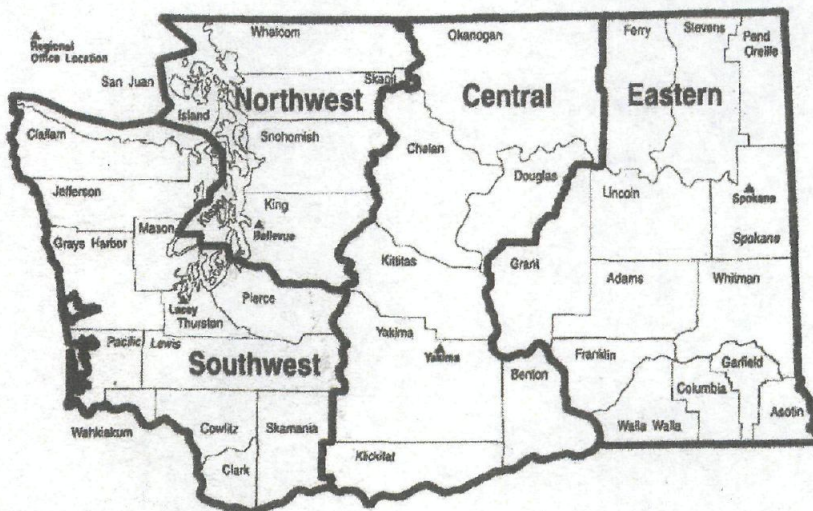 Regional
Office Location
Whatcom
Okanogan
Ferry
Stevens
Pend
Oreille
San Juan
Skagit
Island
Northwest
Central
Eastern
Clallam
Snohomish
Chelan
Douglas
Jefferson
King
Lincoln
Spokane
Mason
Kitsap
Bellevue
Spokane
Grays Harbor
Kittitas
Grant
Adams
Whitman
Pierce
Lacey
Thurston
Yakima
Yakima
Pacific
Lewis
Southwest
Benton
Franklin
Garfield
Columbia
Asotin
Wahkiakum
Cowlitz
Skamania
Walla Walla
Clark
Klickitat